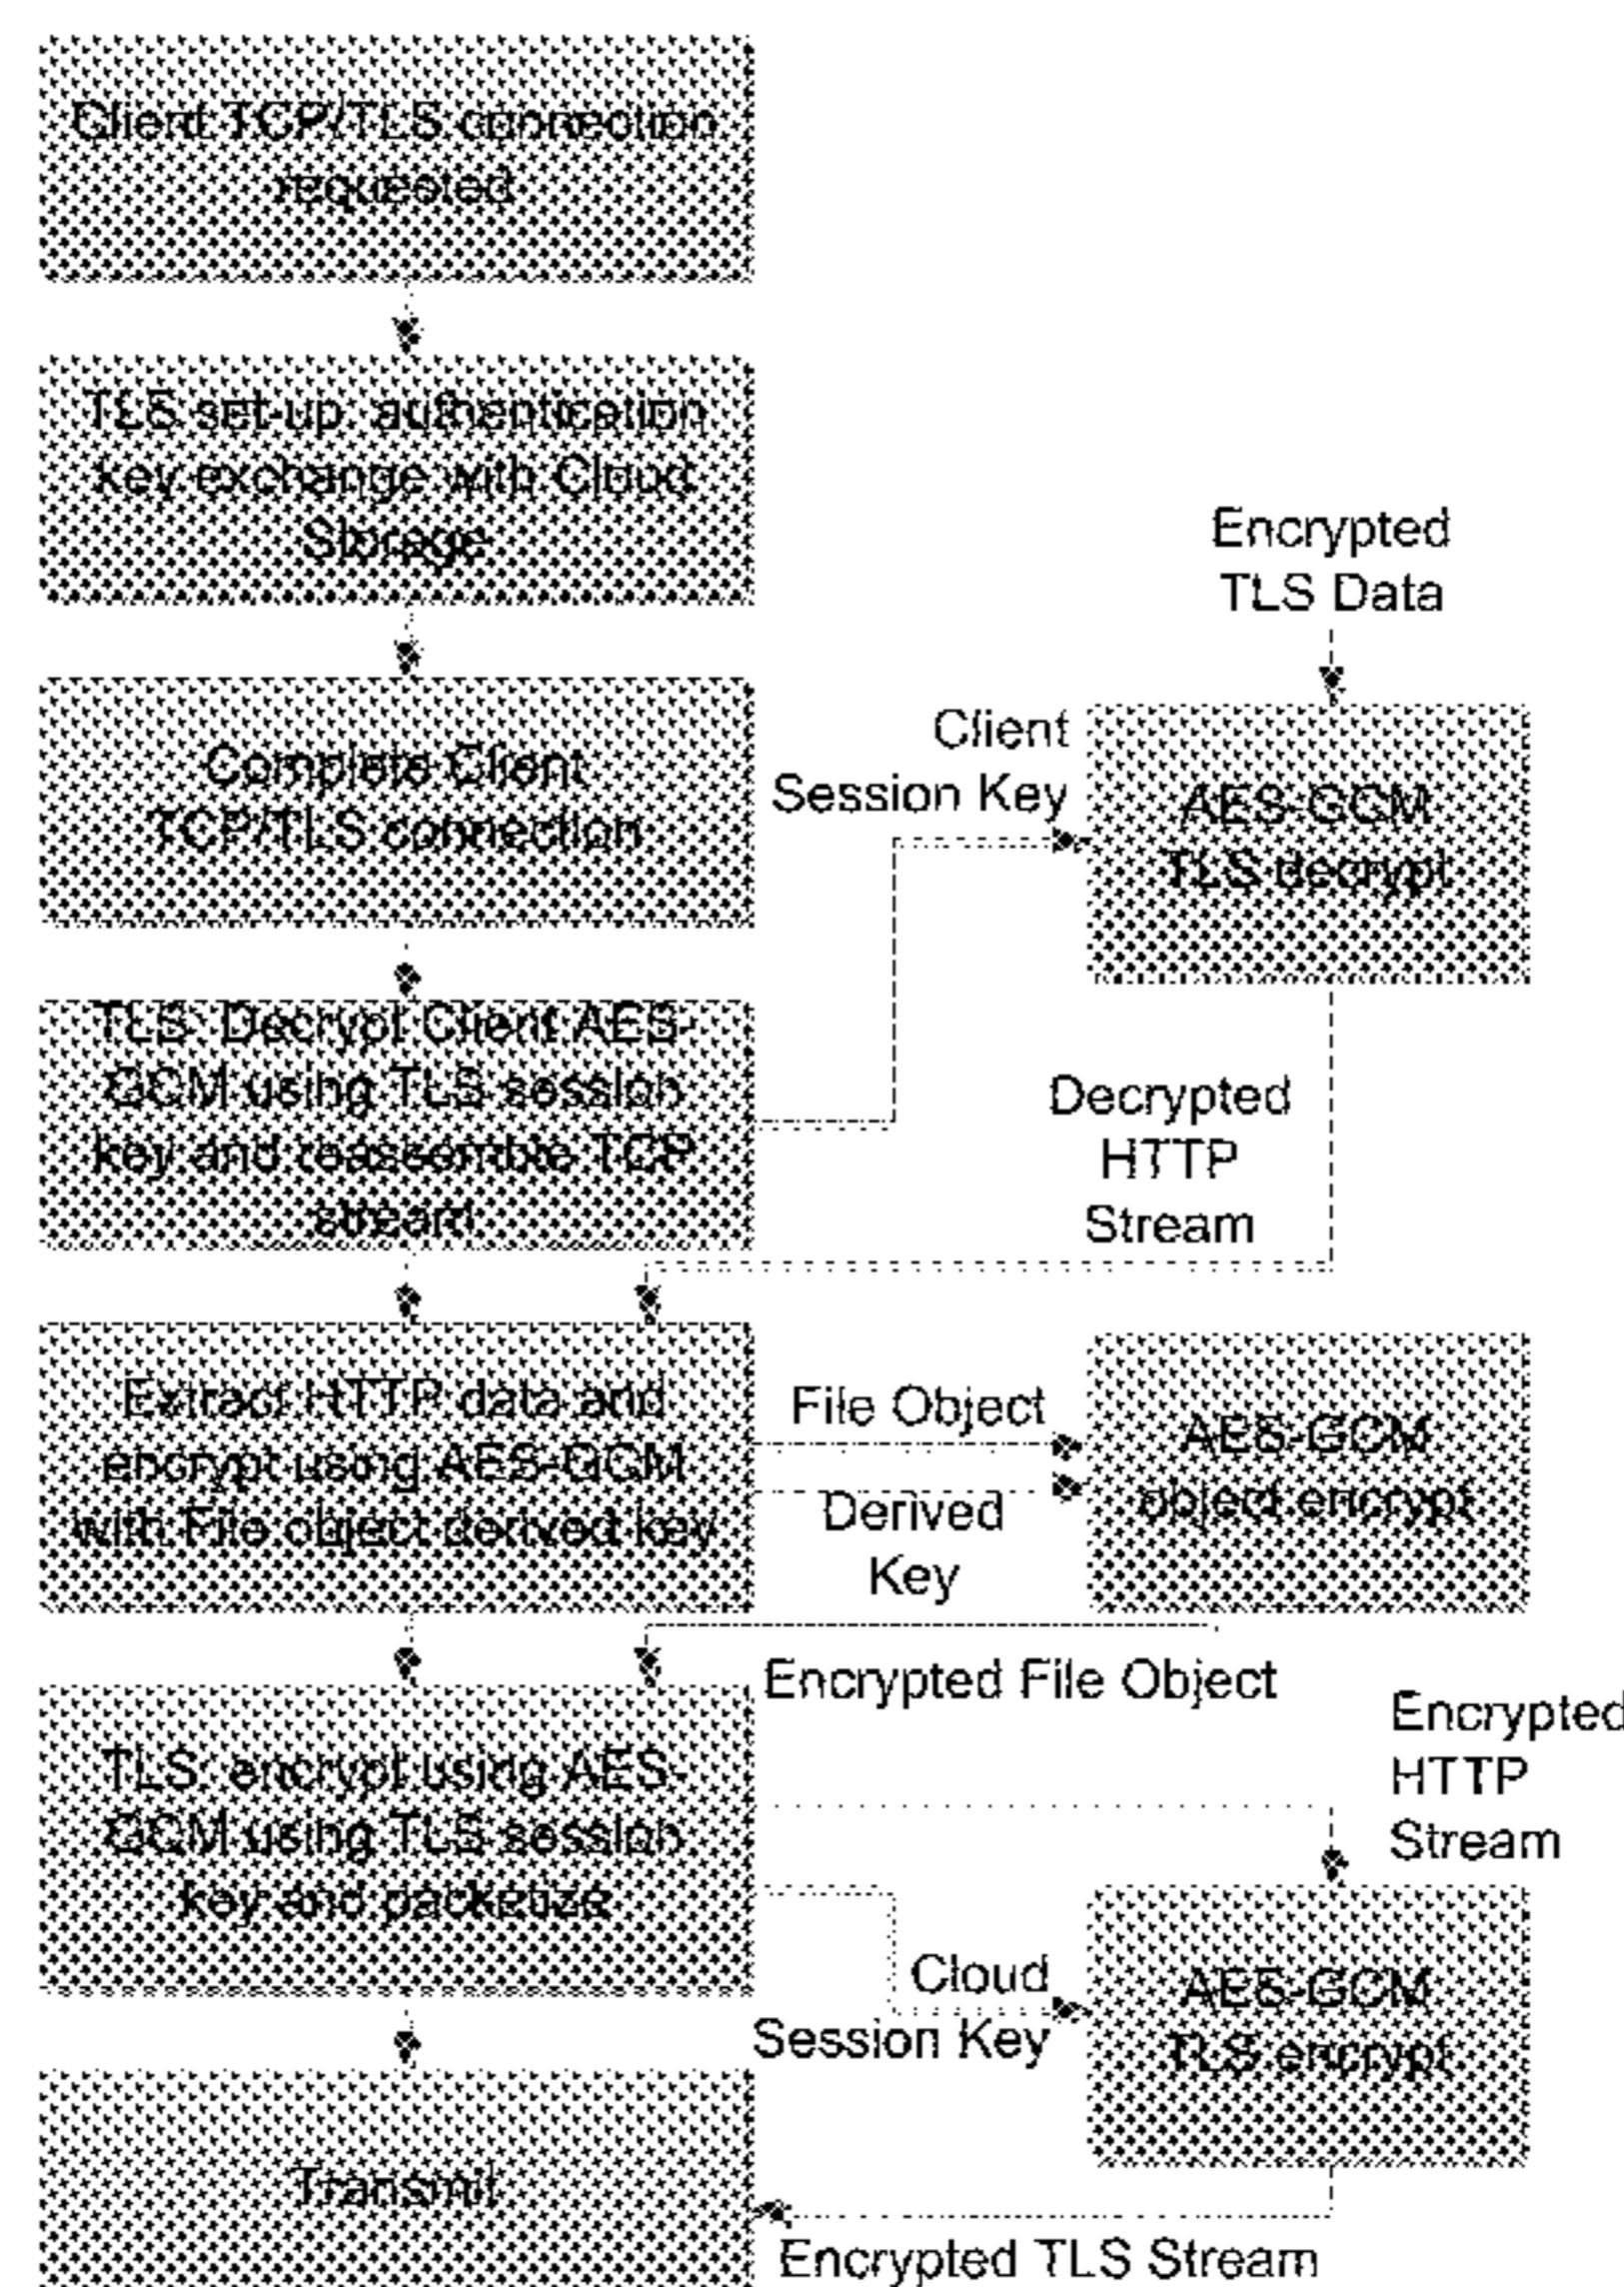 Client TCP/TLS connection
requested
TLS set-up: authentication
key exchange with Cloud
Storage
Encrypted
TLS Data
Complete Client
TCP/TLS connection
Client
Session Key
AES-GCM
TLS decrypt
TLS: Decrypt Client AES-
GCM using TLS session
key and reassemble TCP
stream
Decrypted
HTTP
Stream
Extract HTTP data and
encrypt using AES-GCM
with File object derived key
File Object
Derived
Key
AES-GCM
object encrypt
Encrypted File Object
TLS: encrypt using AES-
GCM using TLS session
key and packetize
Encrypted
HTTP
Stream
Cloud
Session Key
AES-GCM
TLS encrypt
Transmit
Encrypted TLS Stream